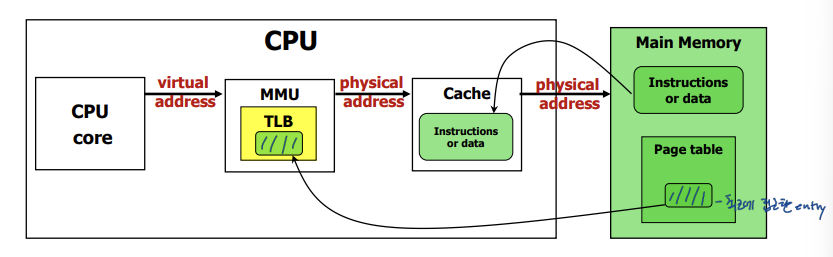 CPU
Main Memory
CPU
core
virtual
address
MMU
TLB
physical
address
Cache
Instructions
or data
physical
address
Instructions
or data
Page table
최근에 접근한 entry